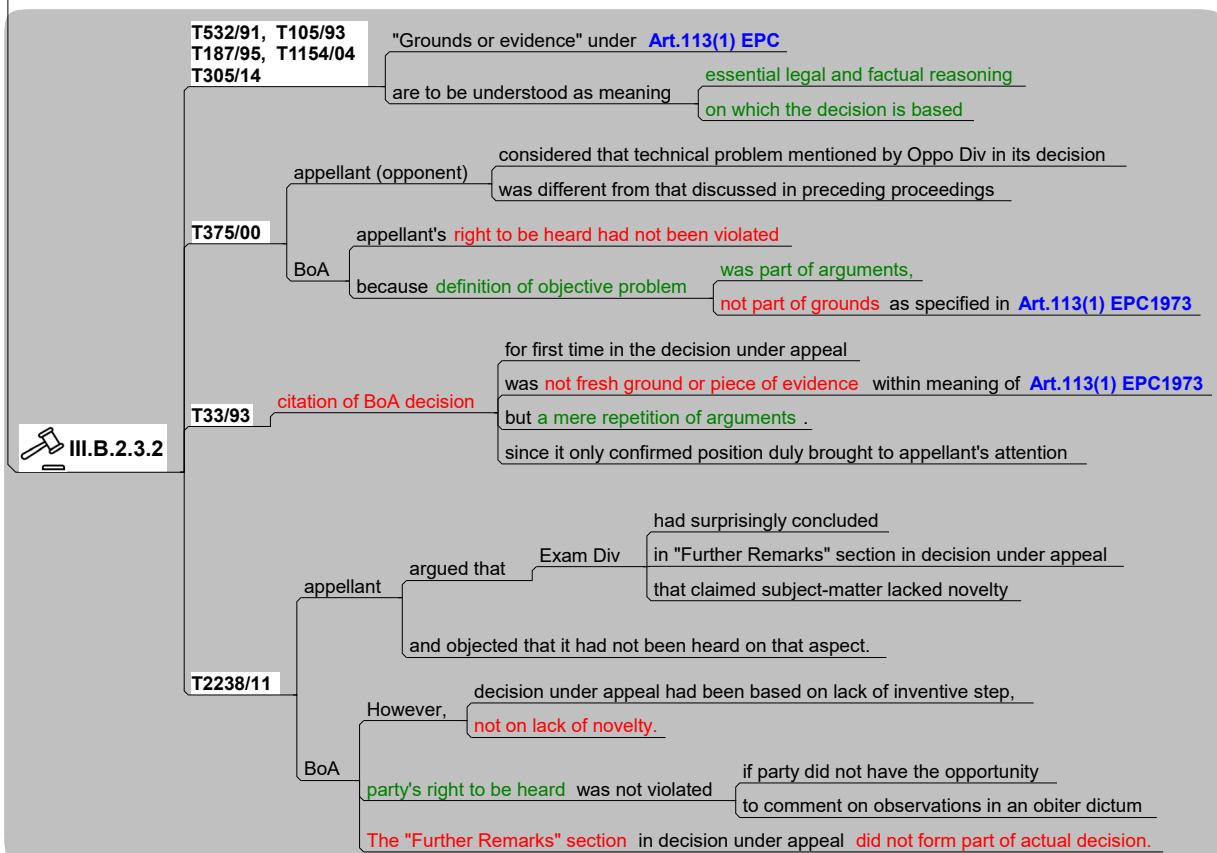 T532/91, T105/93
T187/95, T1154/04
T305/14
"Grounds or evidence" under Art.113(1) EPC
are to be understood as meaning
essential legal and factual reasoning
on which the decision is based
T375/00
appellant (opponent)
considered that technical problem mentioned by Oppo Div in its decision
was different from that discussed in preceding proceedings
BoA
appellant's right to be heard had not been violated
because definition of objective problem
was part of arguments,
not part of grounds as specified in Art.113(1) EPC1973
T33/93
citation of BoA decision
for first time in the decision under appeal
was not fresh ground or piece of evidence within meaning of Art.113(1) EPC1973
but a mere repetition of arguments .
since it only confirmed position duly brought to appellant's attention
III.B.2.3.2
T2238/11
appellant
argued that
Exam Div
had surprisingly concluded
in "Further Remarks" section in decision under appeal
that claimed subject-matter lacked novelty
and objected that it had not been heard on that aspect.
BoA
However,
decision under appeal had been based on lack of inventive step,
not on lack of novelty.
party's right to be heard was not violated
if party did not have the opportunity
to comment on observations in an obiter dictum
The "Further Remarks" section in decision under appeal did not form part of actual decision.